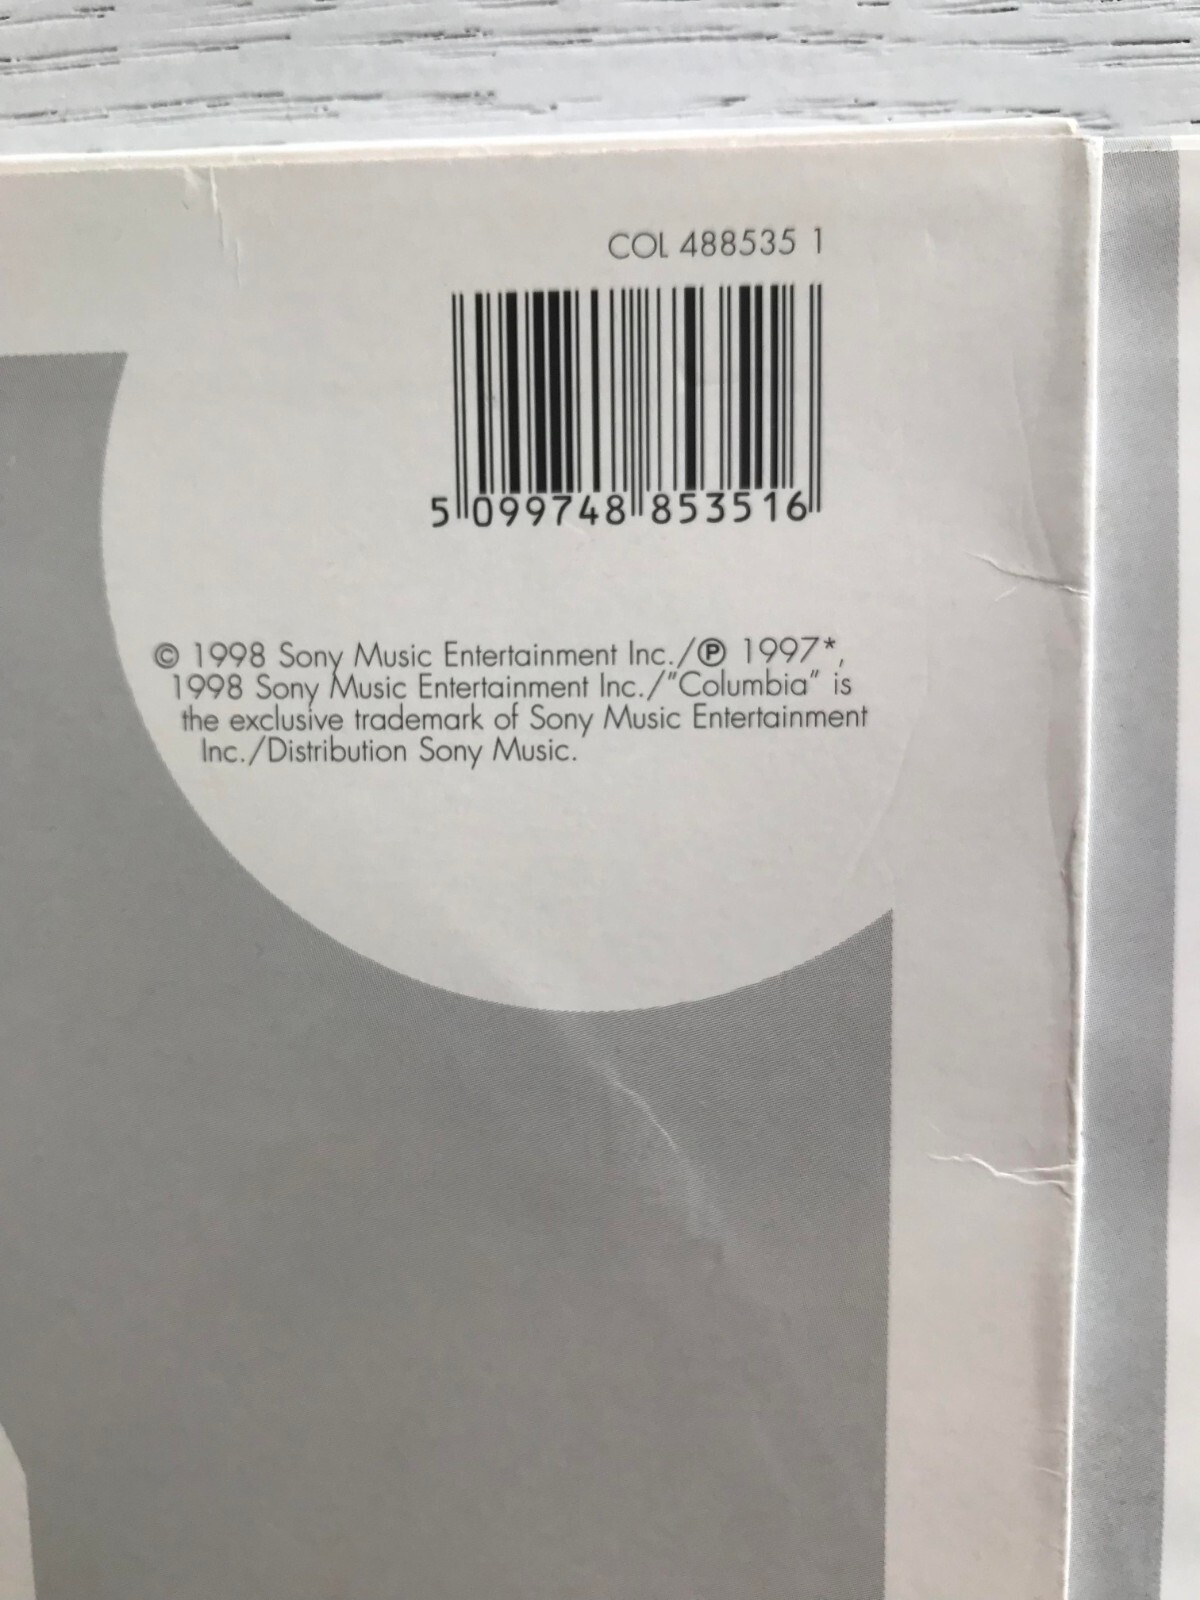 COL 488535 1
5 099748 853516
© 1998 Sony Music Entertainment Inc./℗ 1997*,
1998 Sony Music Entertainment Inc./"Columbia" is
the exclusive trademark of Sony Music Entertainment
Inc./Distribution Sony Music.